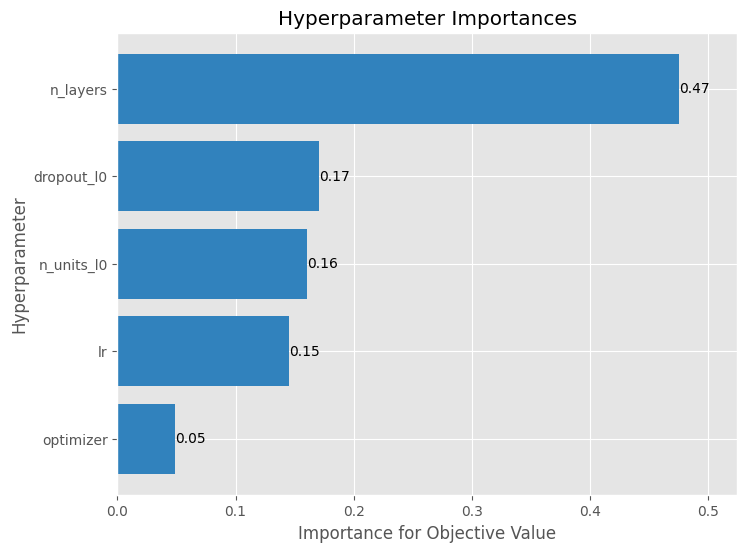 Hyperparameter Importances
Hyperparameter
n_layers
0.47
dropout_l0
0.17
n_units_l0
0.16
lr
0.15
optimizer
0.05
0.0 0.1 0.2 0.3 0.4 0.5
Importance for Objective Value